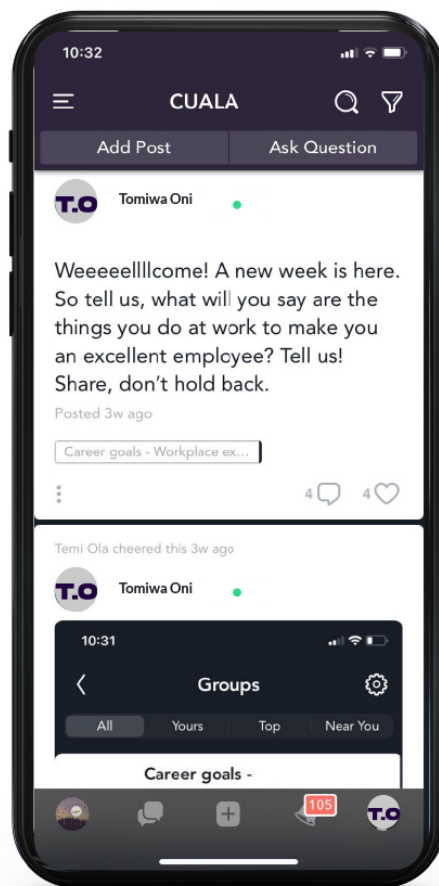 10:32
CUALA
Add Post Ask Question
T.O Tomiwa Oni
Weeeeellllcome! A new week is here.
So tell us, what will you say are the
things you do at work to make you
an excellent employee? Tell us!
Share, don’t hold back.
Posted 3w ago
Career goals - Workplace ex...
4 4
Temi Ola cheered this 3w ago
T.O Tomiwa Oni
10:31
Groups
All Yours Top Near You
Career goals -
105
T.O